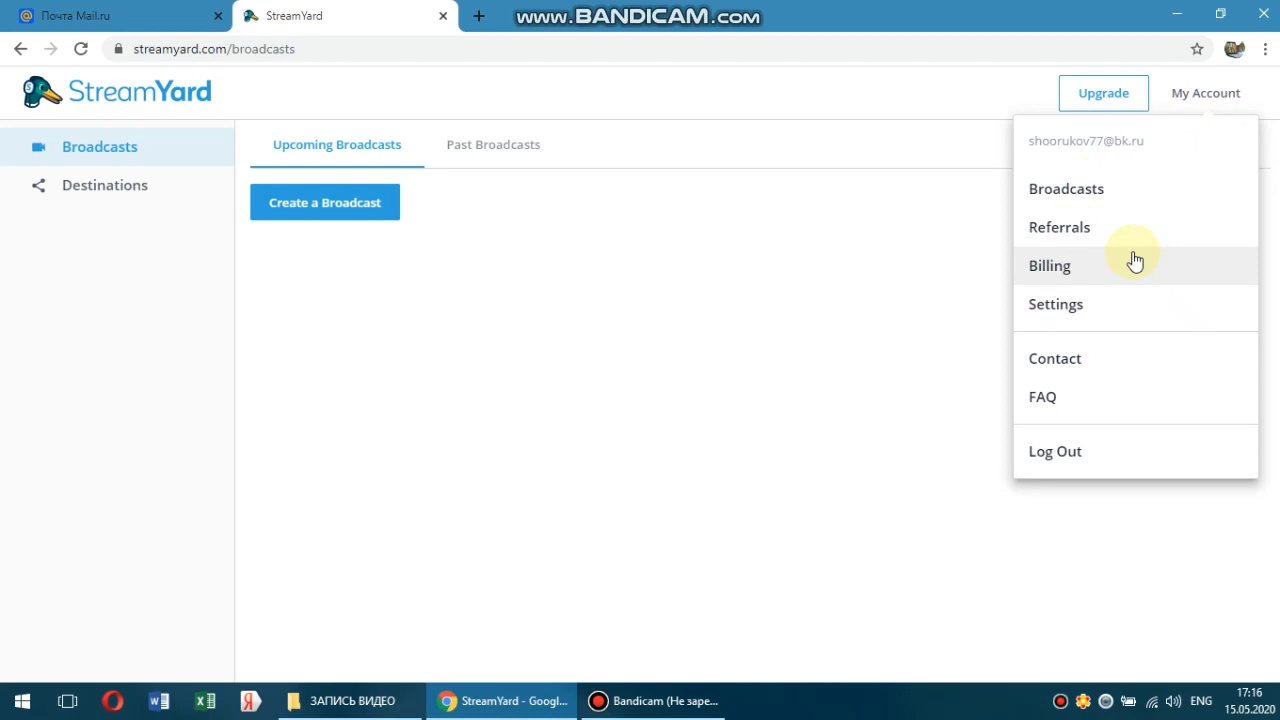 Почта Mail.ru
StreamYard
www.BANDICAM.com
streamyard.com/broadcasts
StreamYard
Upgrade
My Account
Broadcasts
Destinations
Upcoming Broadcasts
Past Broadcasts
Create a Broadcast
shoorukov77@bk.ru
Broadcasts
Referrals
Billing
Settings
Contact
FAQ
Log Out
ЗАПИСЬ ВИДЕО
StreamYard - Googl...
Bandicam (Не заре...
ENG
17:16
15.05.2020